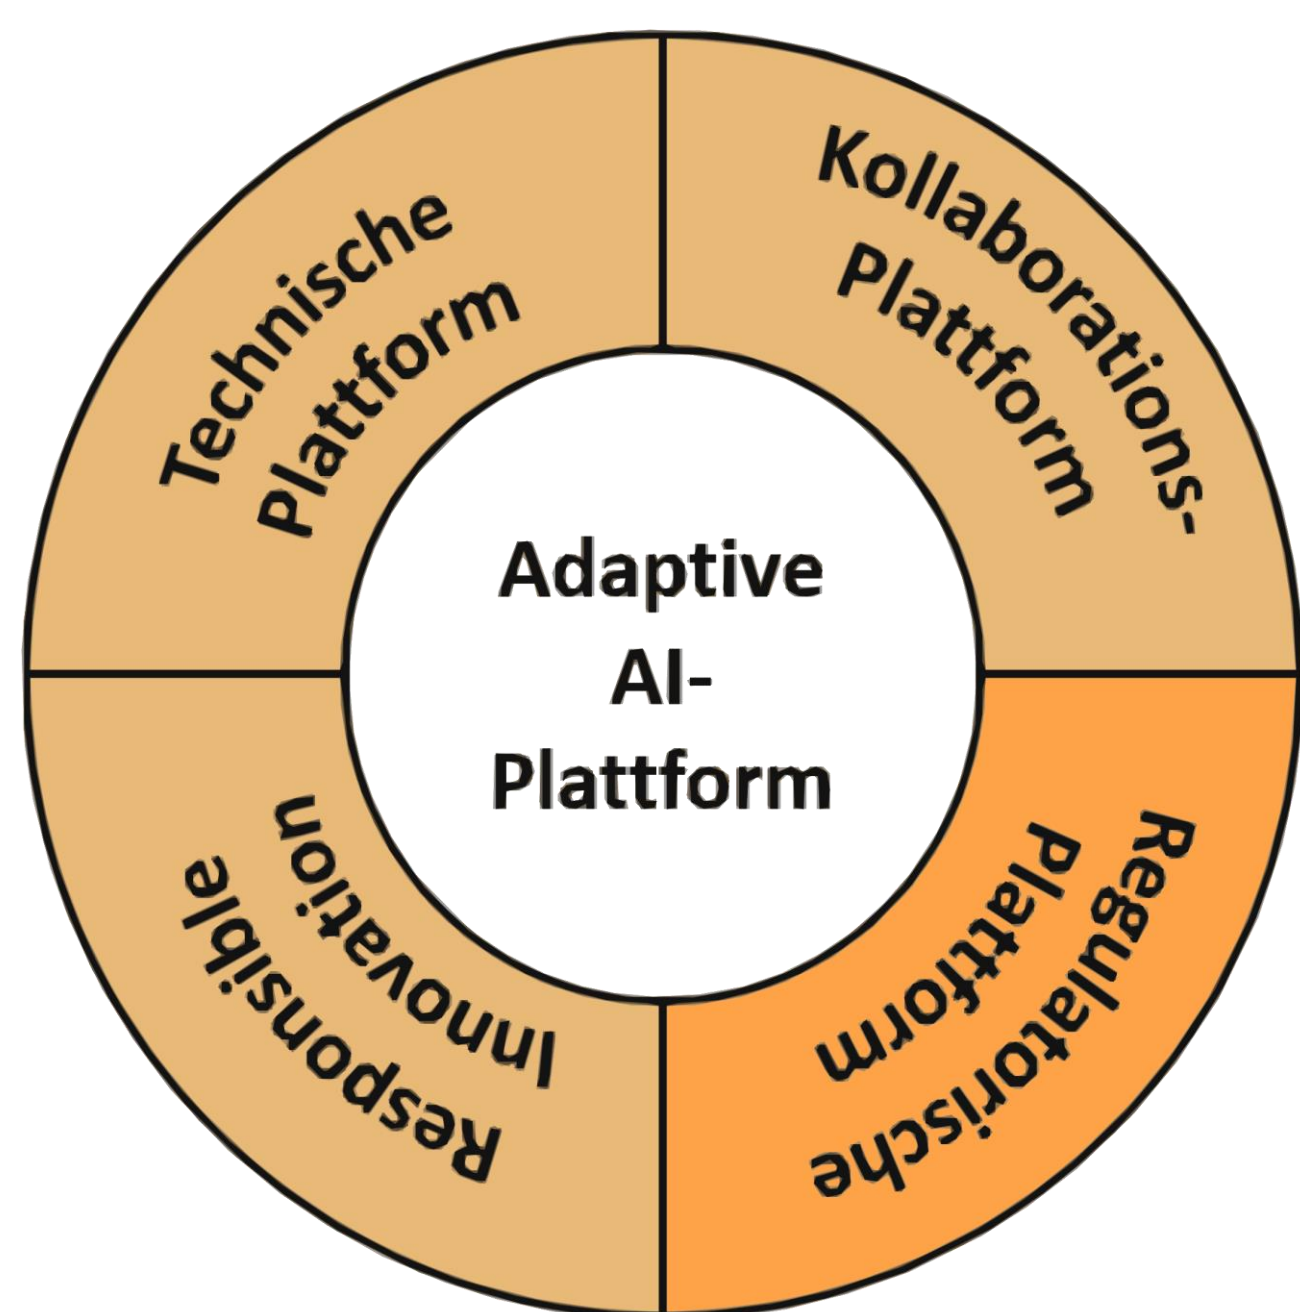 Technische
Plattform
Kollaborations-
Plattform
Adaptive
AI-
Plattform
Responsible
Innovation
Regulatorische
Plattform